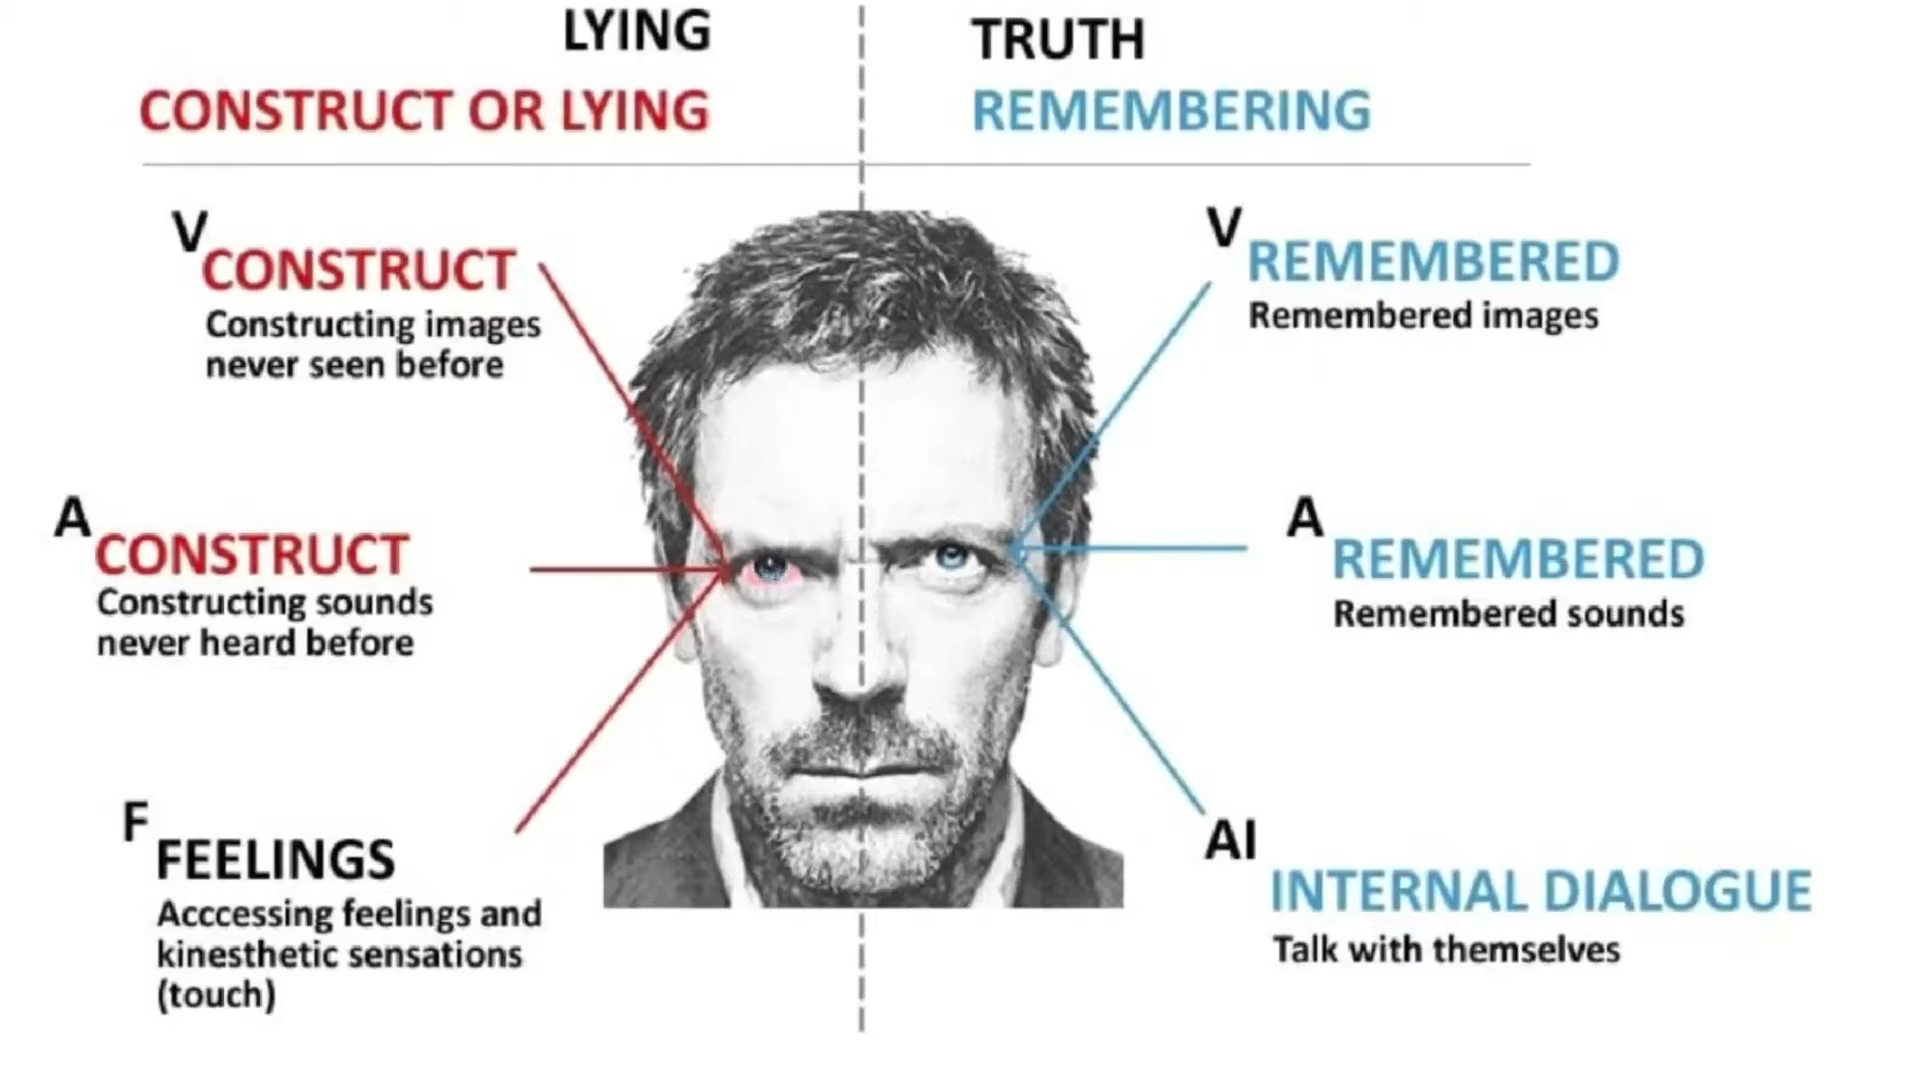 LYING
TRUTH
CONSTRUCT OR LYING
REMEMBERING
V
CONSTRUCT
Constructing images
never seen before
V
REMEMBERED
Remembered images
A
CONSTRUCT
Constructing sounds
never heard before
A
REMEMBERED
Remembered sounds
F
FEELINGS
Acccessing feelings and
kinesthetic sensations
(touch)
AI
INTERNAL DIALOGUE
Talk with themselves